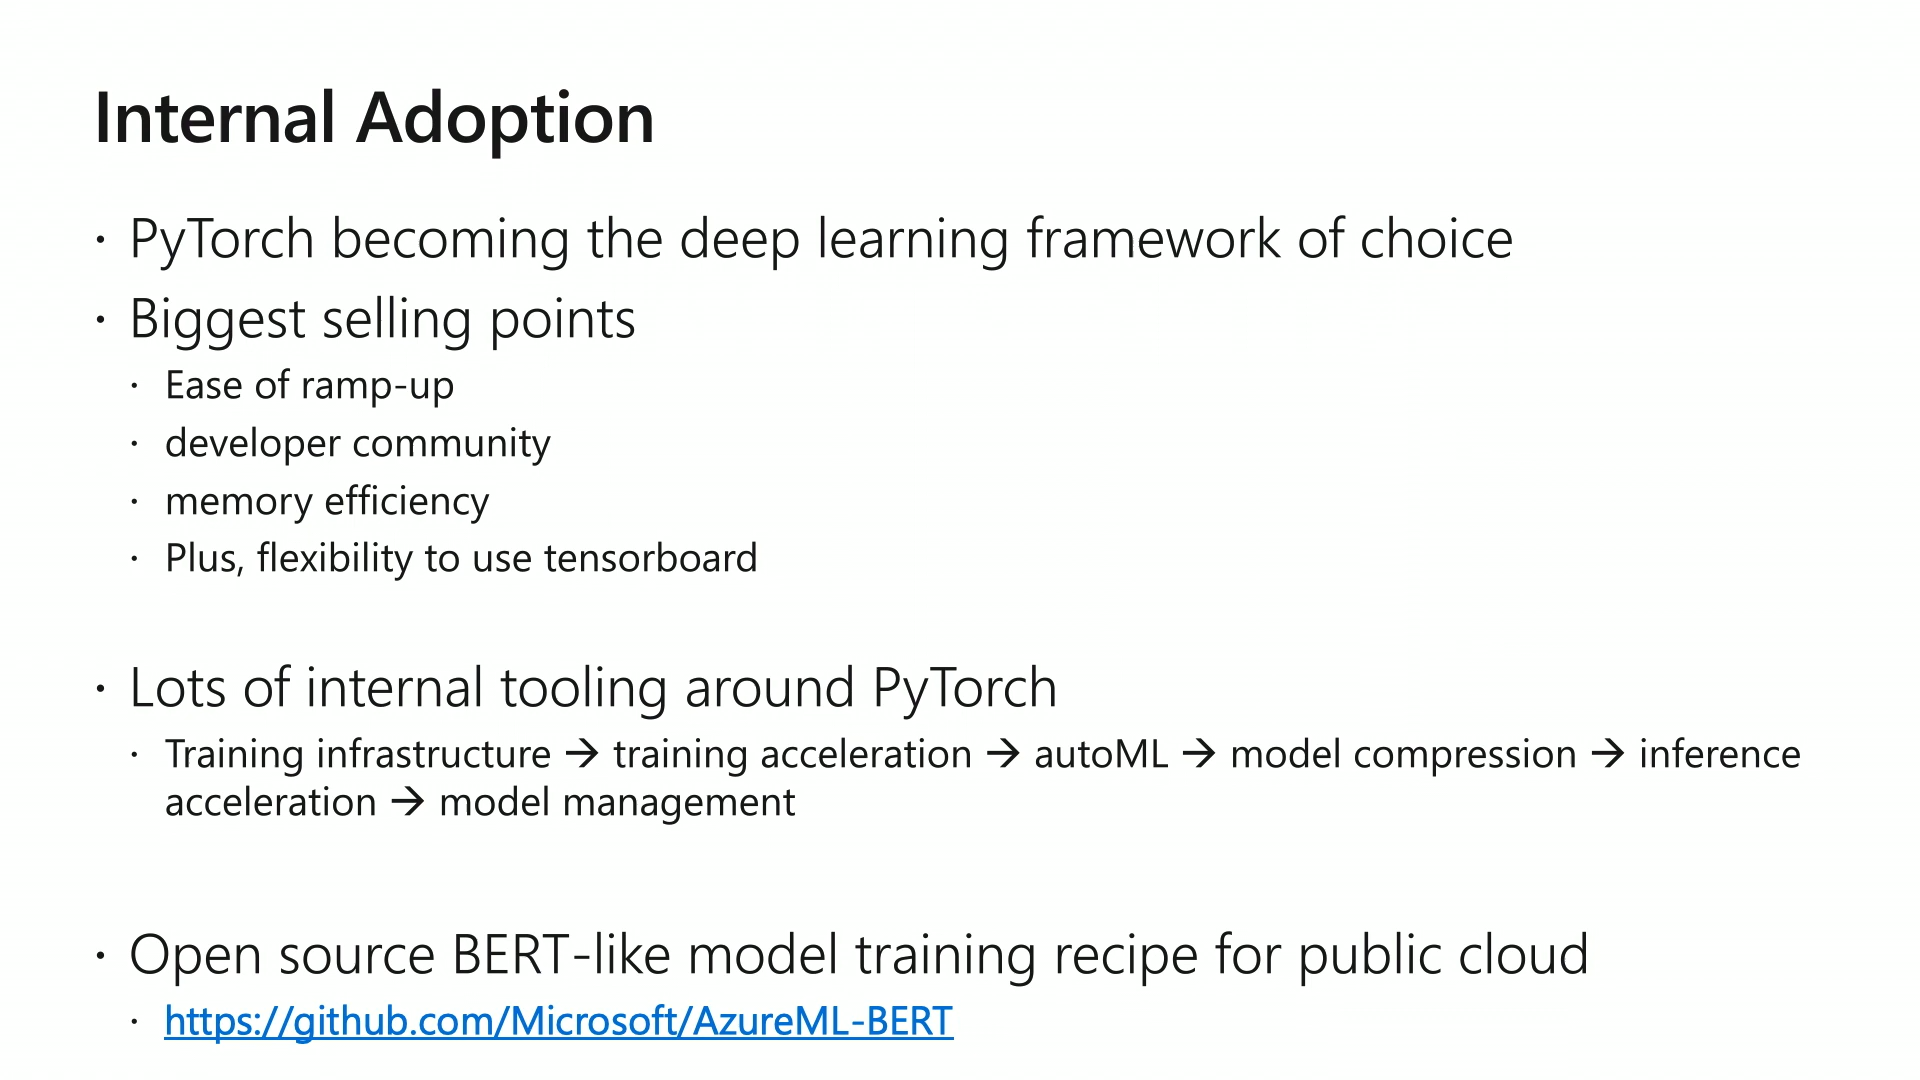 Internal Adoption
· PyTorch becoming the deep learning framework of choice
· Biggest selling points
· Ease of ramp-up
· developer community
· memory efficiency
· Plus, flexibility to use tensorboard
· Lots of internal tooling around PyTorch
· Training infrastructure → training acceleration → autoML → model compression → inference
acceleration → model management
· Open source BERT-like model training recipe for public cloud
· https://github.com/Microsoft/AzureML-BERT